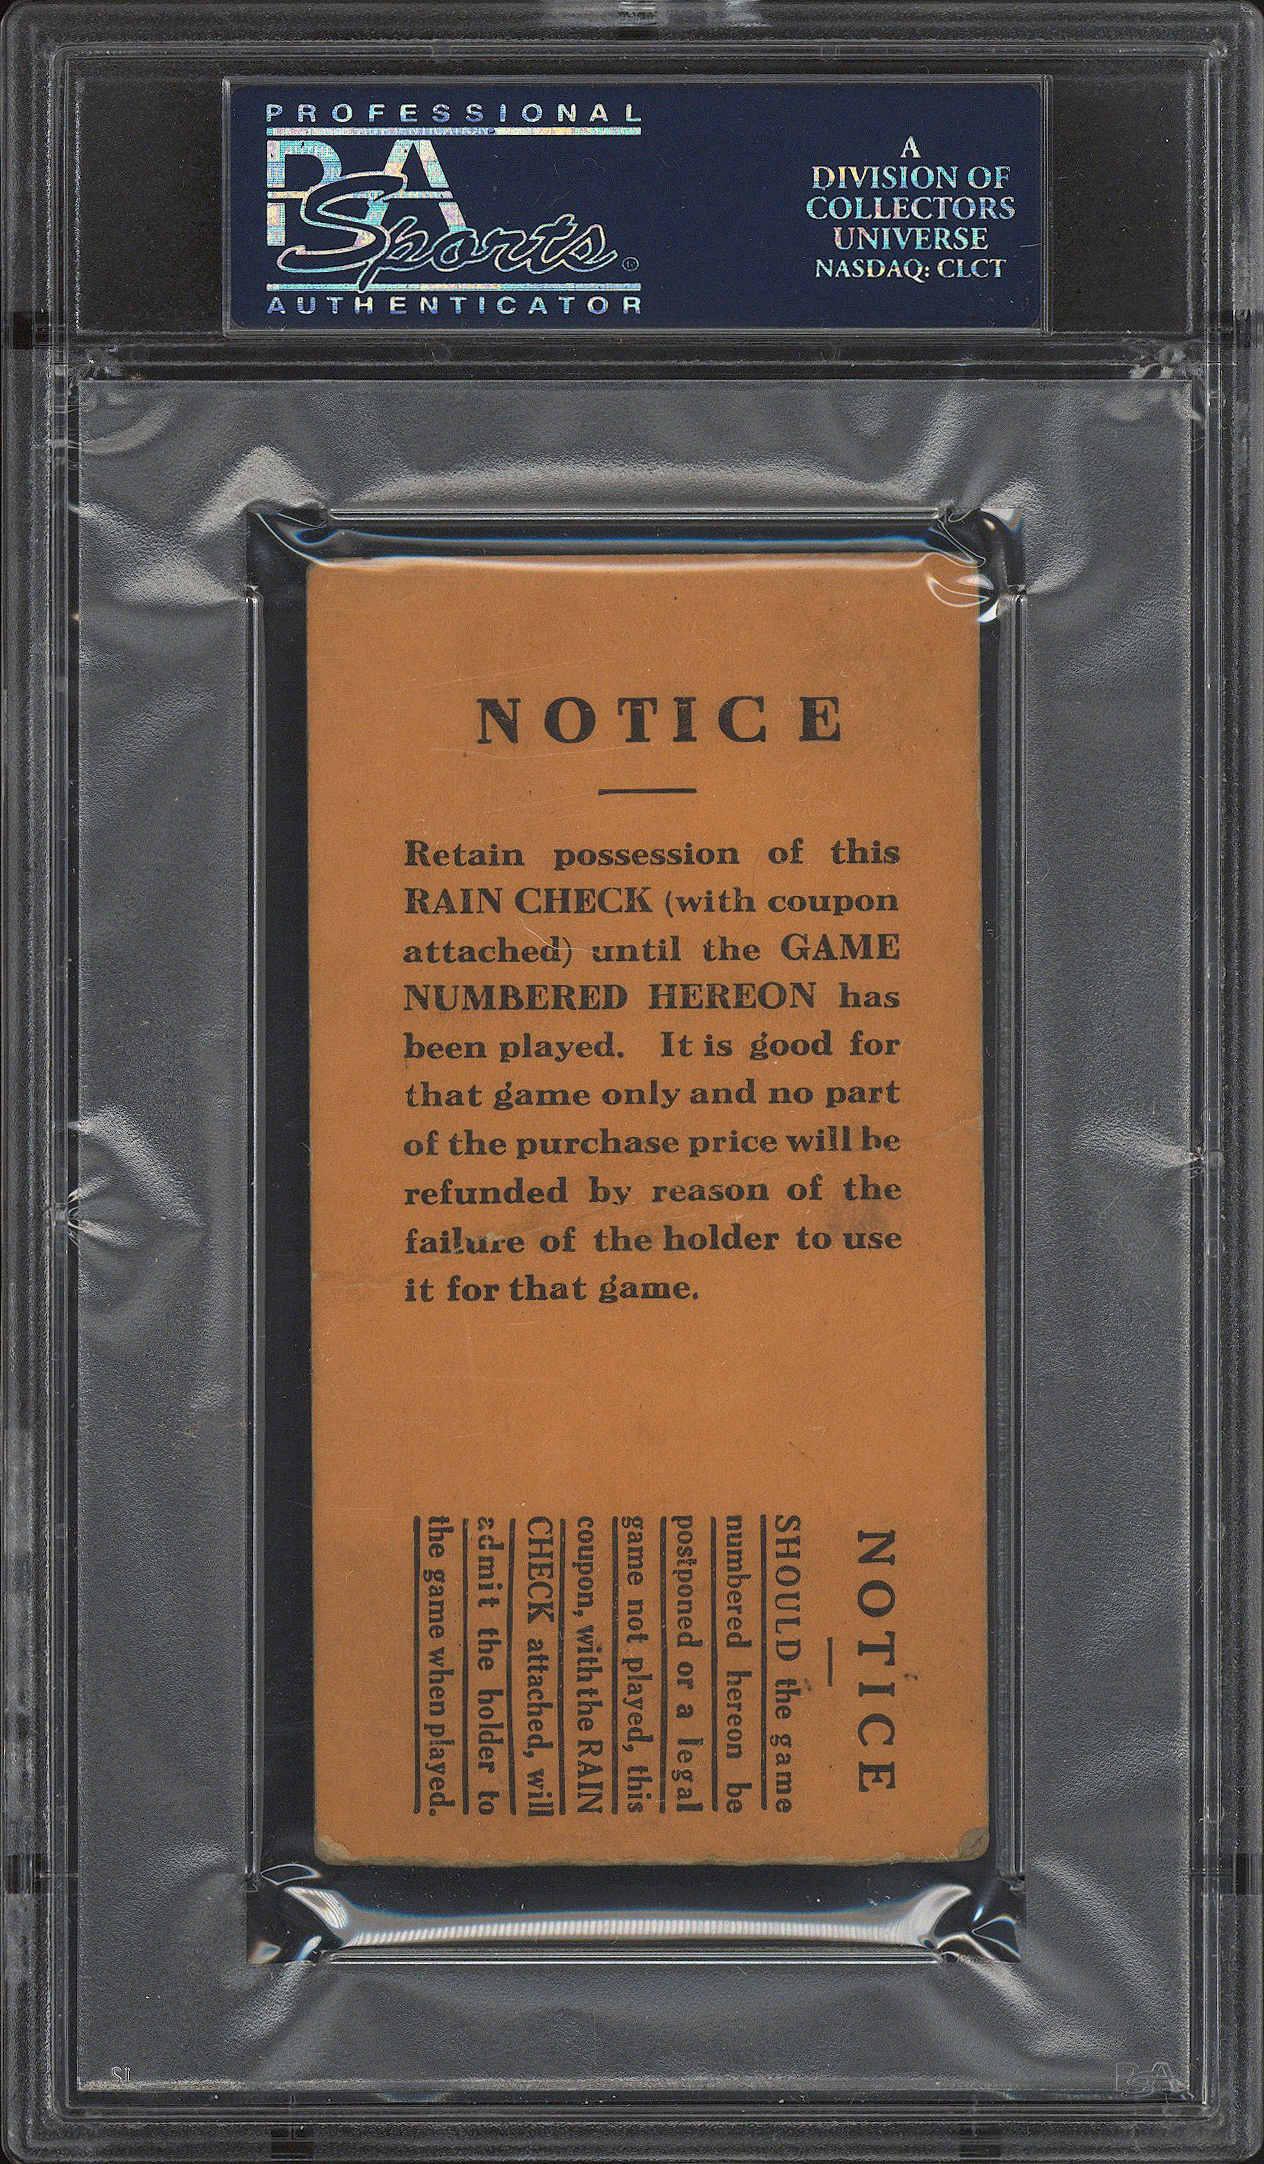 PROFESSIONAL
PSA
Sports ®
AUTHENTICATOR
A
DIVISION OF
COLLECTORS
UNIVERSE
NASDAQ: CLCT
NOTICE
Retain possession of this
RAIN CHECK (with coupon
attached) until the GAME
NUMBERED HEREON has
been played. It is good for
that game only and no part
of the purchase price will be
refunded by reason of the
failure of the holder to use
it for that game.
NOTICE
SHOULD the game
numbered hereon be
postponed or a legal
game not played, this
coupon, with the RAIN
CHECK attached, will
admit the holder to
the game when played.
PSA